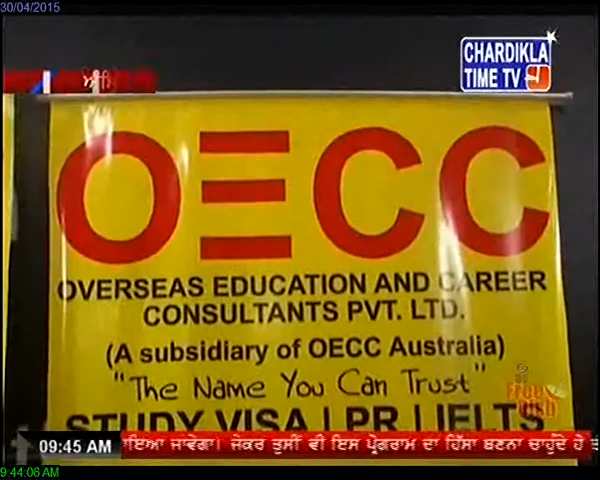 30/04/2015
CHARDIKLA
TIME TV
OECC
OVERSEAS EDUCATION AND CAREER
CONSULTANTS PVT. LTD.
(A subsidiary of OECC Australia)
"The Name You Can Trust"
STUDY VISA | PR | IELTS
09:45 AM
ਇਆ ਜਾਵੇਗਾ। ਜੇਕਰ ਤੁਸੀਂ ਵੀ ਇਸ ਪ੍ਰੋਗਰਾਮ ਦਾ ਹਿੱਸਾ ਬਣਨਾ ਚਾਹੁੰਦੇ ਹੋ
9:44:06 AM